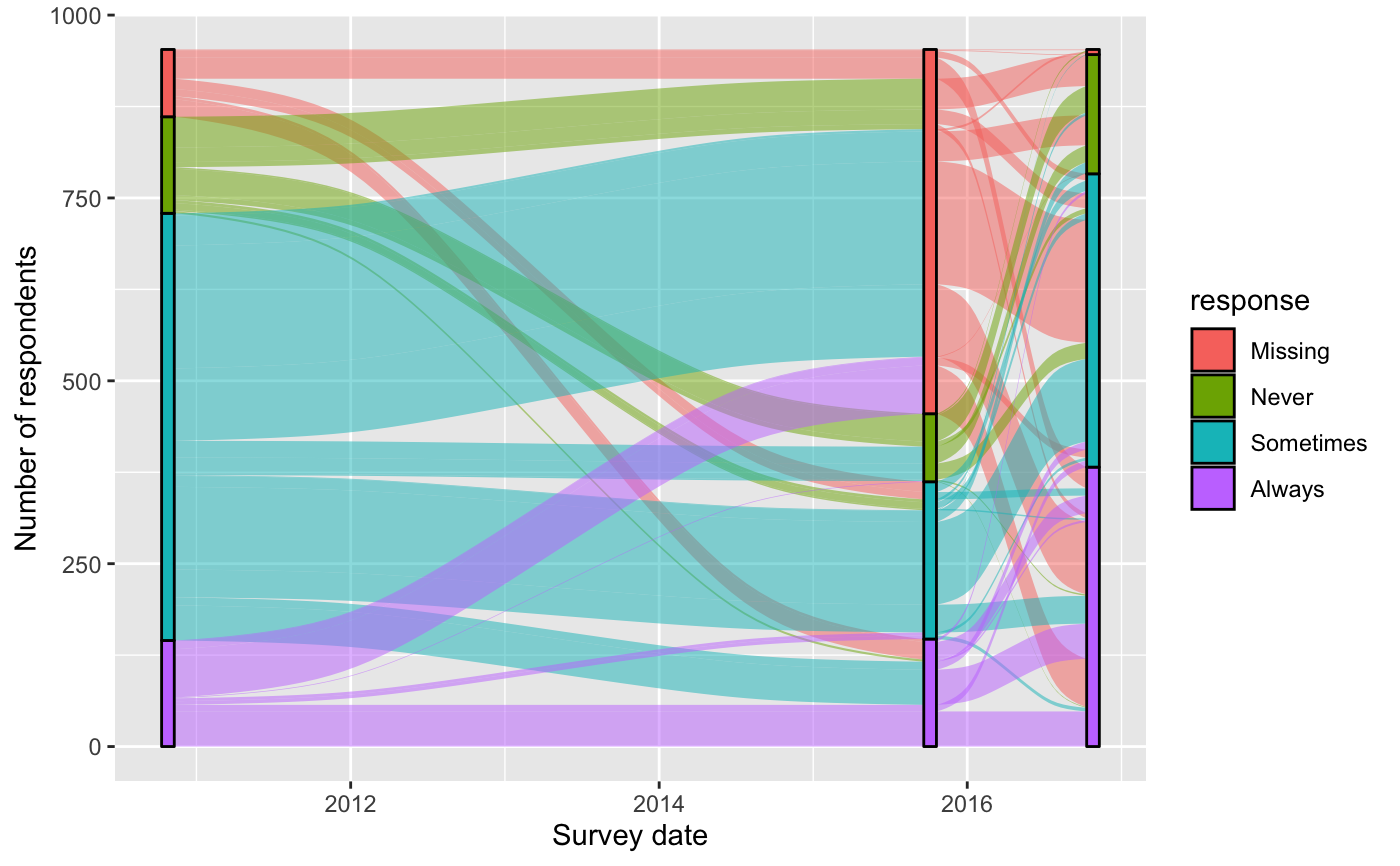 1000
750
500
250
0
Number of respondents
2012
2014
2016
Survey date
response
Missing
Never
Sometimes
Always